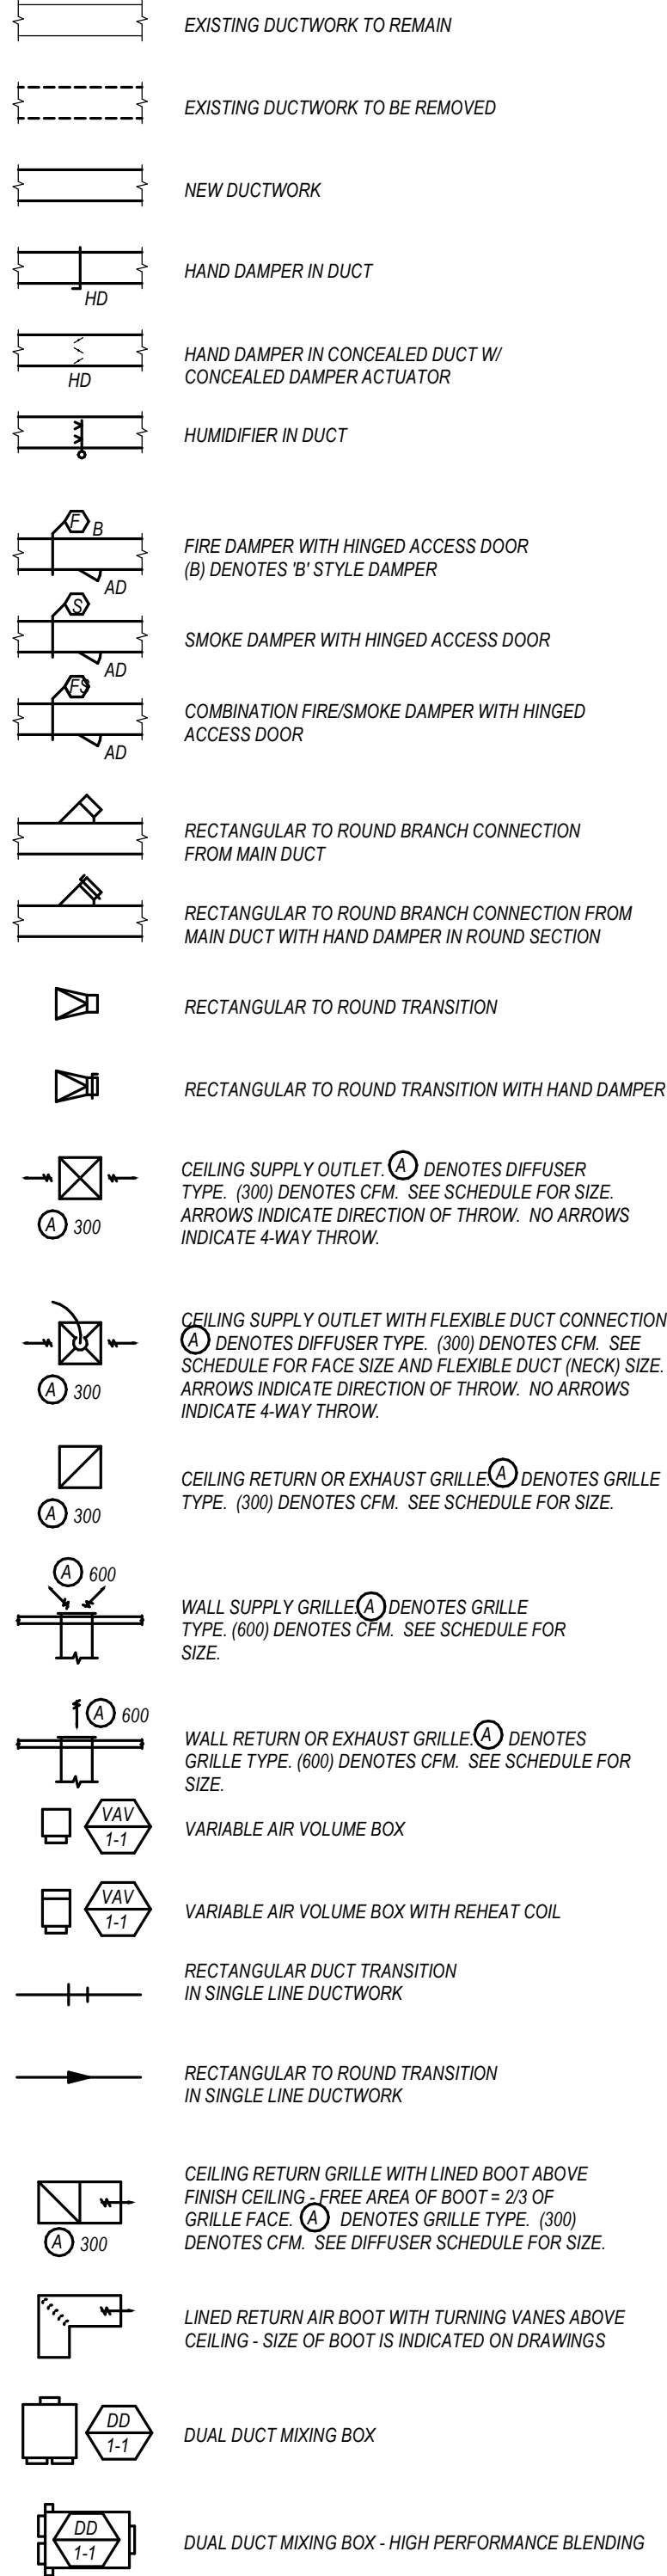 EXISTING DUCTWORK TO REMAIN
EXISTING DUCTWORK TO BE REMOVED
NEW DUCTWORK
HAND DAMPER IN DUCT
HD
HAND DAMPER IN CONCEALED DUCT W/
CONCEALED DAMPER ACTUATOR
HD
HUMIDIFIER IN DUCT
F B
FIRE DAMPER WITH HINGED ACCESS DOOR
(B) DENOTES 'B' STYLE DAMPER
AD
S
SMOKE DAMPER WITH HINGED ACCESS DOOR
AD
FS
COMBINATION FIRE/SMOKE DAMPER WITH HINGED
ACCESS DOOR
AD
RECTANGULAR TO ROUND BRANCH CONNECTION
FROM MAIN DUCT
RECTANGULAR TO ROUND BRANCH CONNECTION FROM
MAIN DUCT WITH HAND DAMPER IN ROUND SECTION
RECTANGULAR TO ROUND TRANSITION
RECTANGULAR TO ROUND TRANSITION WITH HAND DAMPER
CEILING SUPPLY OUTLET. A DENOTES DIFFUSER
TYPE. (300) DENOTES CFM. SEE SCHEDULE FOR SIZE.
ARROWS INDICATE DIRECTION OF THROW. NO ARROWS
INDICATE 4-WAY THROW.
A 300
CEILING SUPPLY OUTLET WITH FLEXIBLE DUCT CONNECTION
A DENOTES DIFFUSER TYPE. (300) DENOTES CFM. SEE
SCHEDULE FOR FACE SIZE AND FLEXIBLE DUCT (NECK) SIZE.
ARROWS INDICATE DIRECTION OF THROW. NO ARROWS
INDICATE 4-WAY THROW.
A 300
CEILING RETURN OR EXHAUST GRILLE. A DENOTES GRILLE
TYPE. (300) DENOTES CFM. SEE SCHEDULE FOR SIZE.
A 300
A 600
WALL SUPPLY GRILLE. A DENOTES GRILLE
TYPE. (600) DENOTES CFM. SEE SCHEDULE FOR
SIZE.
A 600
WALL RETURN OR EXHAUST GRILLE. A DENOTES
GRILLE TYPE. (600) DENOTES CFM. SEE SCHEDULE FOR
SIZE.
VAV
1-1
VARIABLE AIR VOLUME BOX
VAV
1-1
VARIABLE AIR VOLUME BOX WITH REHEAT COIL
RECTANGULAR DUCT TRANSITION
IN SINGLE LINE DUCTWORK
RECTANGULAR TO ROUND TRANSITION
IN SINGLE LINE DUCTWORK
CEILING RETURN GRILLE WITH LINED BOOT ABOVE
FINISH CEILING - FREE AREA OF BOOT = 2/3 OF
GRILLE FACE. A DENOTES GRILLE TYPE. (300)
DENOTES CFM. SEE DIFFUSER SCHEDULE FOR SIZE.
A 300
LINED RETURN AIR BOOT WITH TURNING VANES ABOVE
CEILING - SIZE OF BOOT IS INDICATED ON DRAWINGS
DD
1-1
DUAL DUCT MIXING BOX
DD
1-1
DUAL DUCT MIXING BOX - HIGH PERFORMANCE BLENDING